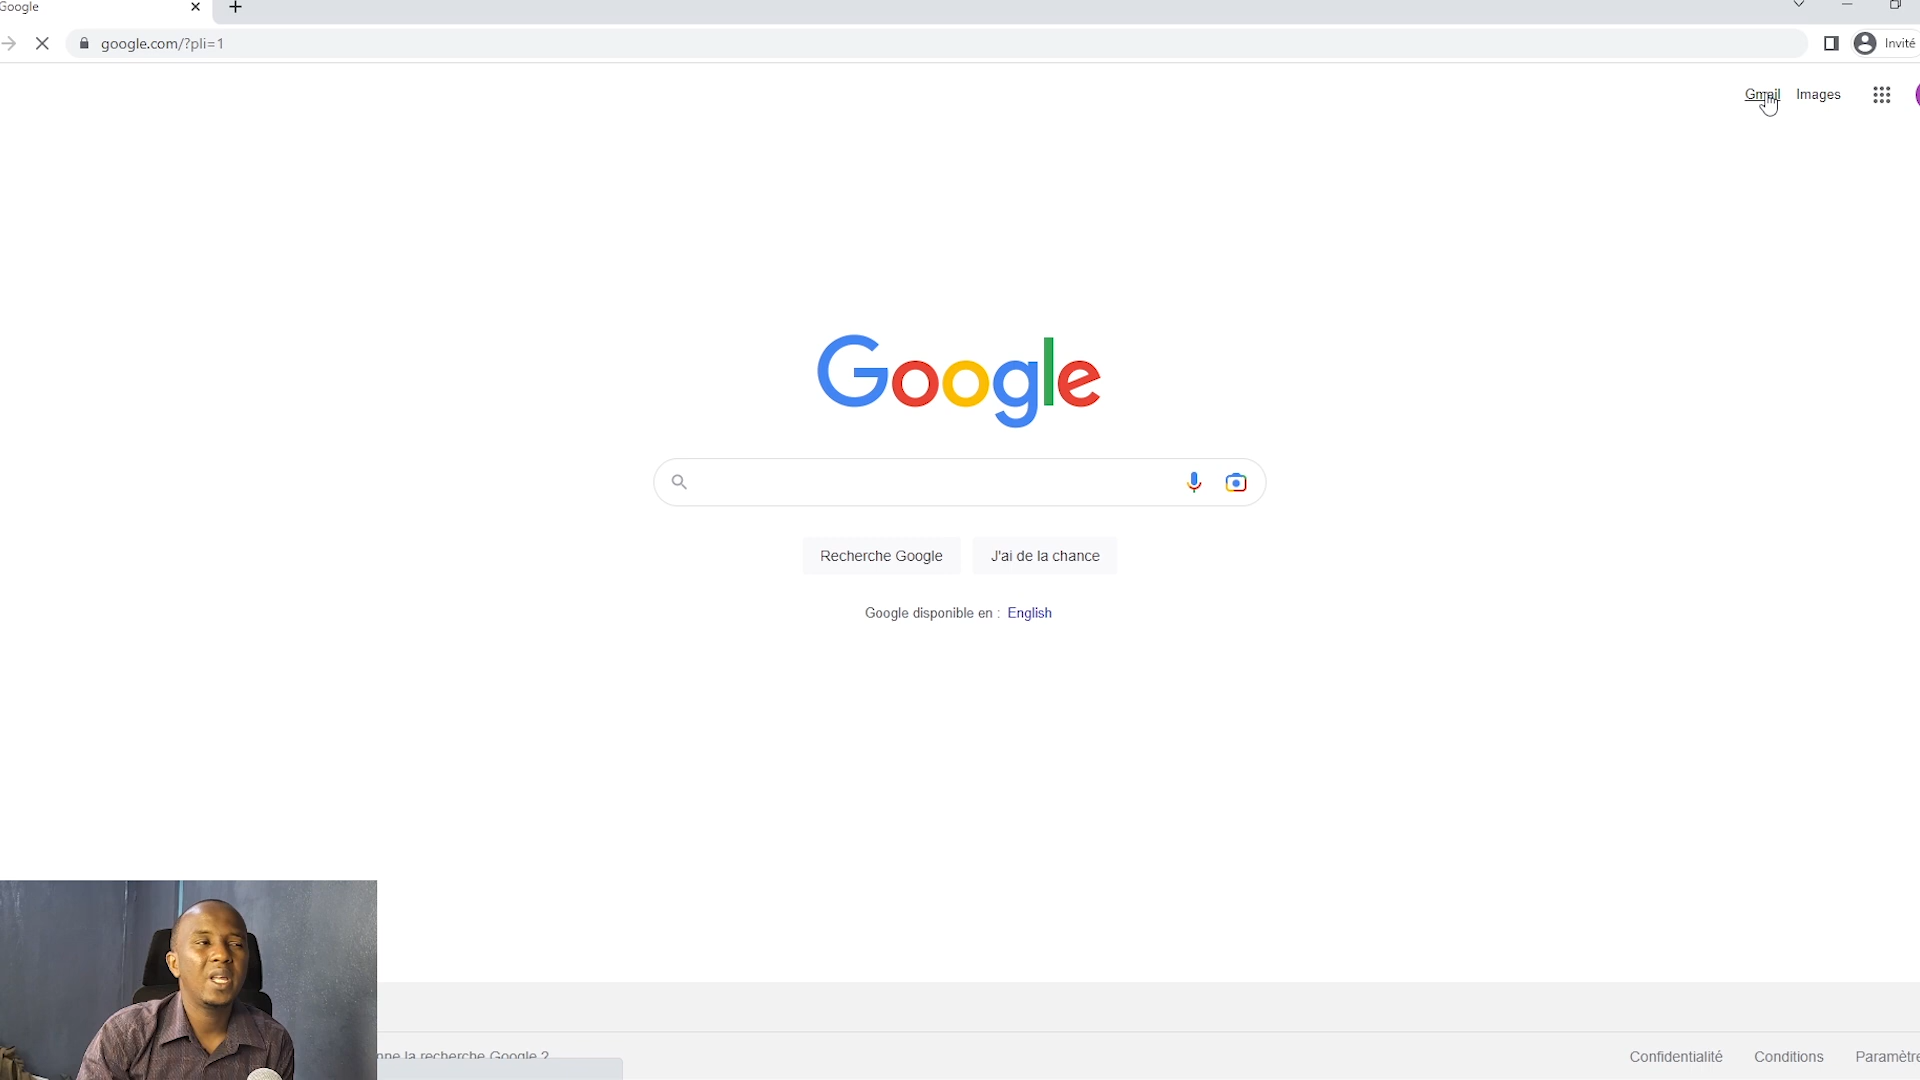 Google
google.com/?pli=1
Invité
Gmail
Images
Google
Recherche Google
J'ai de la chance
Google disponible en : English
nne la recherche Google ?
Confidentialité
Conditions
Paramètre